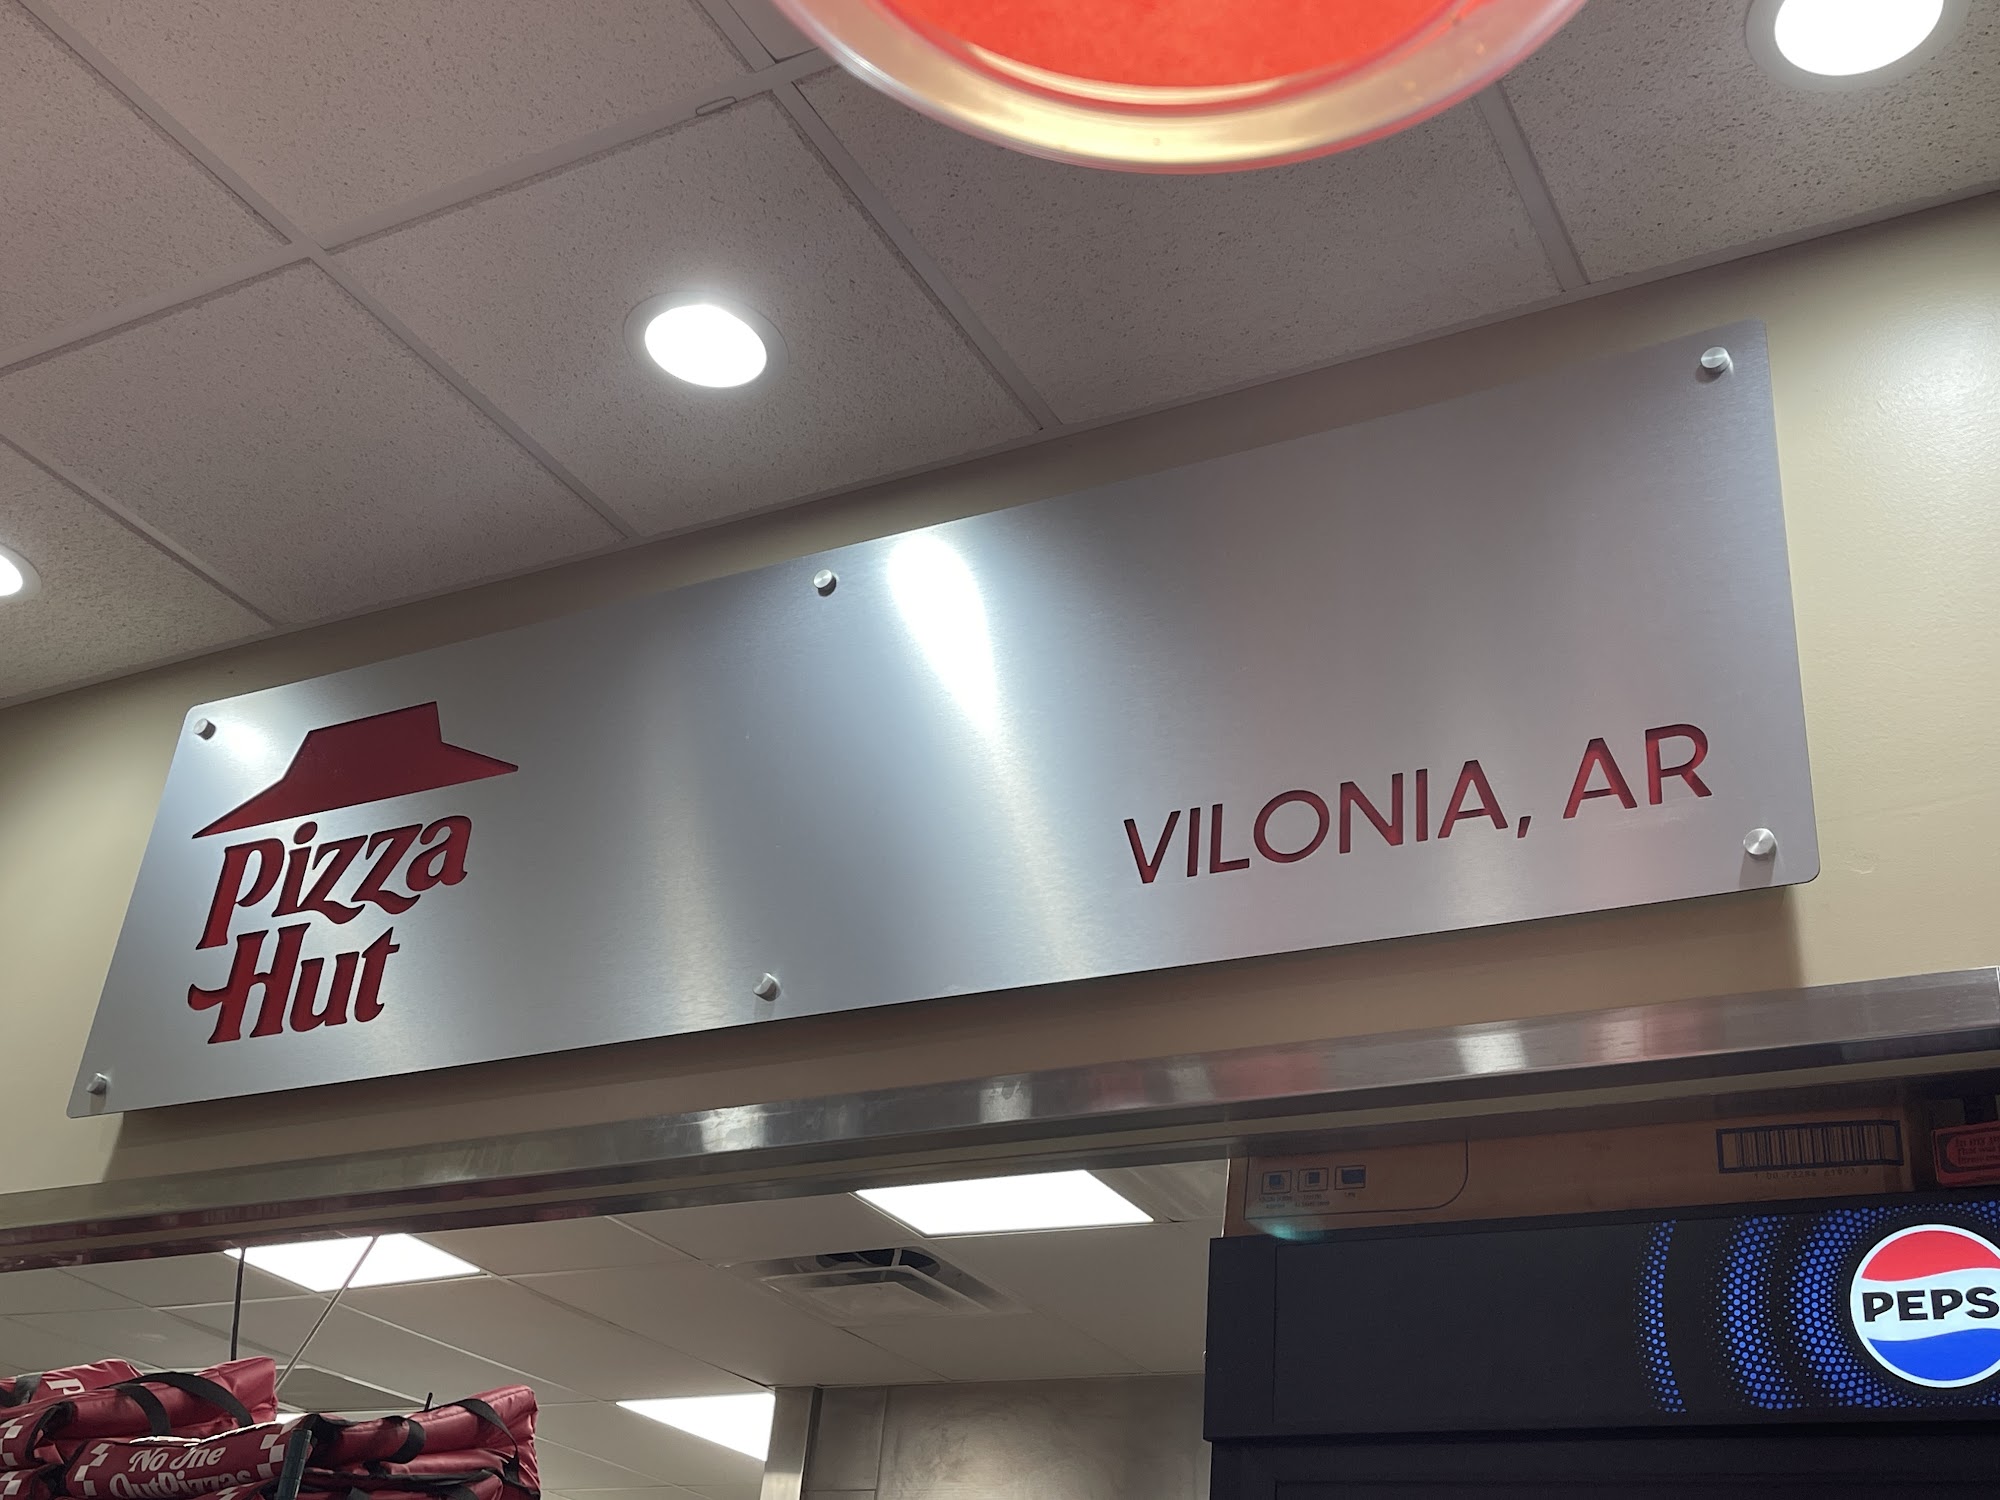 Pizza
Hut
VILONIA, AR
PEPS
No One
OutPizzas